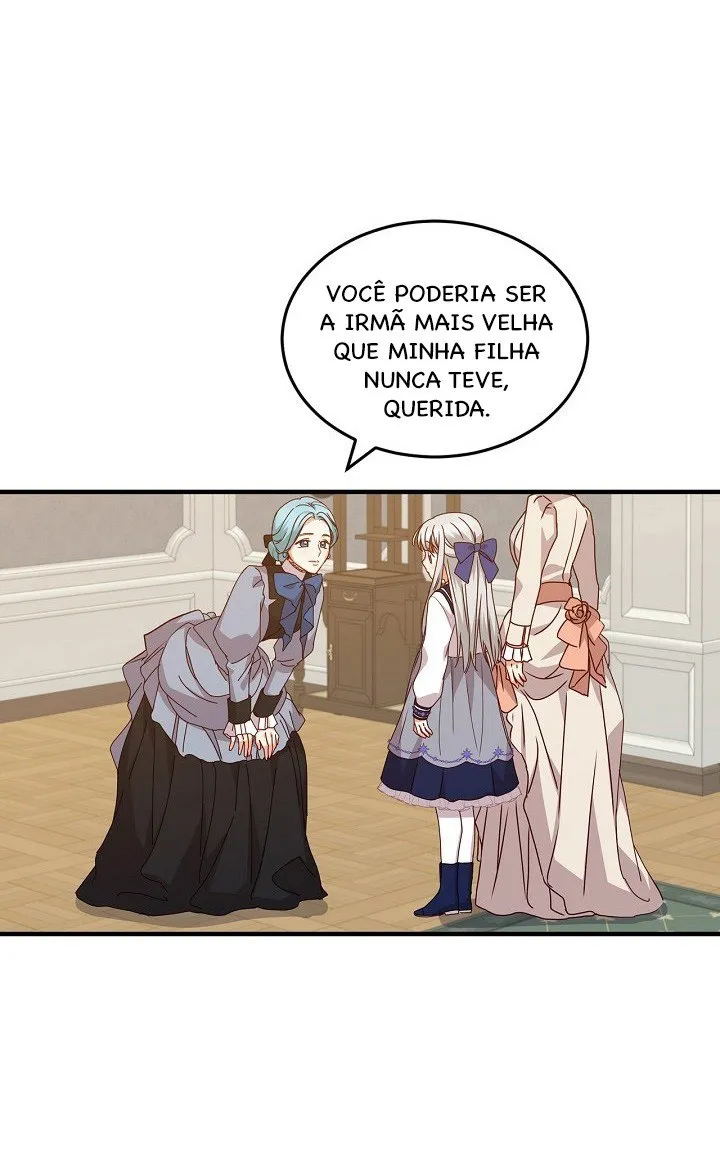 VOCÊ PODERIA SER
A IRMÃ MAIS VELHA
QUE MINHA FILHA
NUNCA TEVE,
QUERIDA.